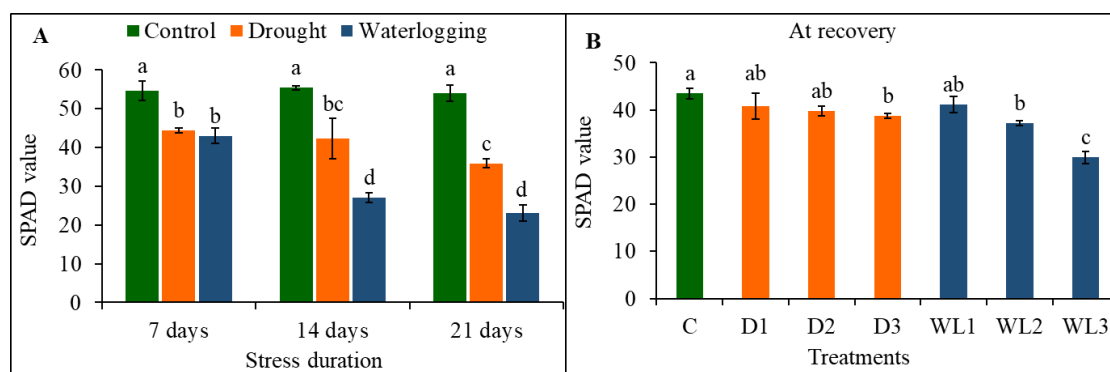 A
Control Drought Waterlogging
SPAD value
60
50
40
30
20
10
0
a
b
b
a
bc
d
a
c
d
7 days 14 days 21 days
Stress duration
B
At recovery
SPAD value
50
40
30
20
10
0
a
ab
ab
b
ab
b
c
C D1 D2 D3 WL1 WL2 WL3
Treatments